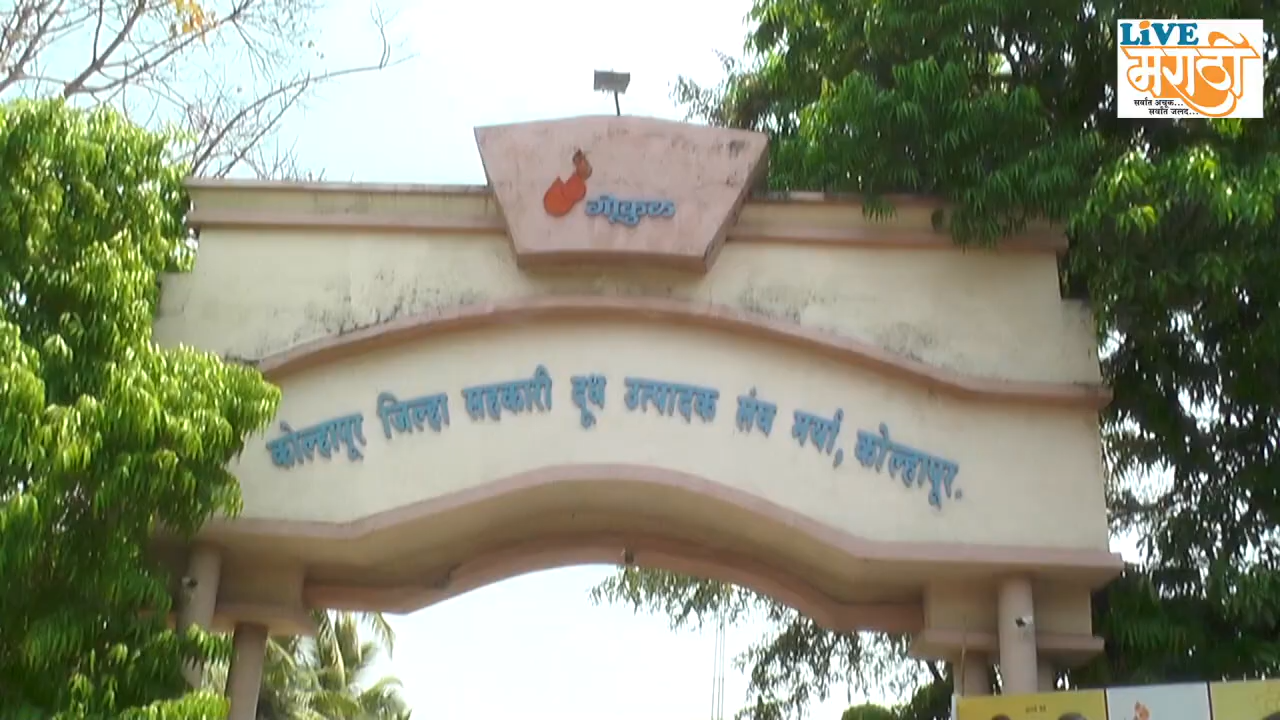 LiVE
मराठी
सर्वात अचूक...
सर्वात जलद...
गोकुळ
कोल्हापूर जिल्हा सहकारी दूध उत्पादक संघ मर्या, कोल्हापूर.